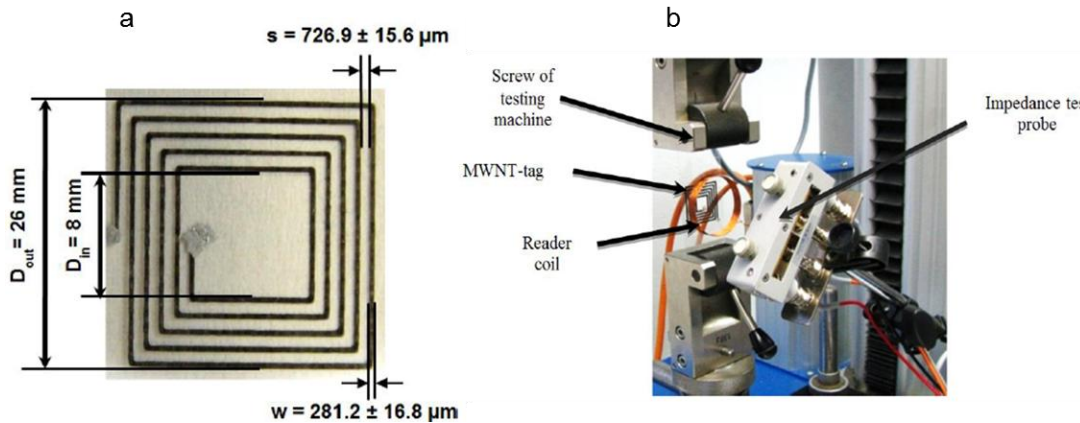 a
s = 726.9 ± 15.6 µm
D_out = 26 mm
D_in = 8 mm
w = 281.2 ± 16.8 µm
b
Screw of
testing
machine
MWNT-tag
Reader
coil
Impedance tes
probe